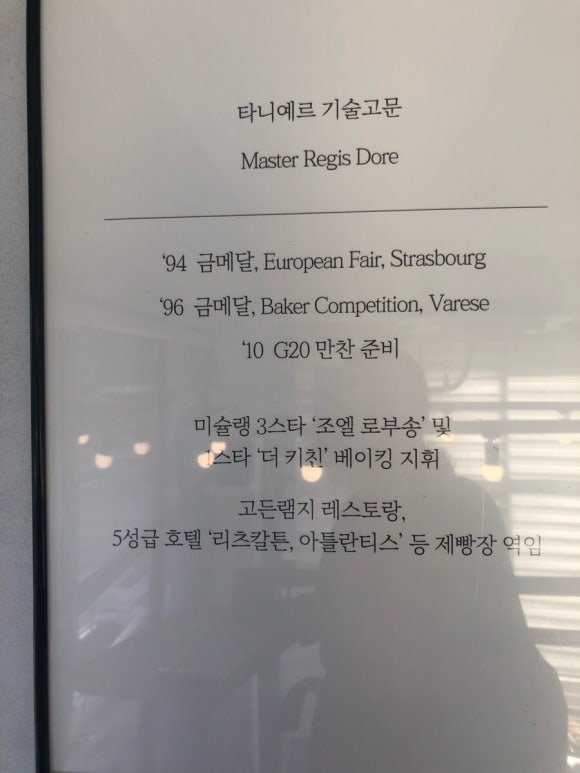 타니예르 기술고문
Master Regis Dore
‘94 금메달, European Fair, Strasbourg
‘96 금메달, Baker Competition, Varese
‘10 G20 만찬 준비
미슐랭 3스타 ‘조엘 로부송’ 및
1스타 ‘더 키친’ 베이킹 지휘
고든램지 레스토랑,
5성급 호텔 ‘리츠칼튼, 아틀란티스’ 등 제빵장 역임